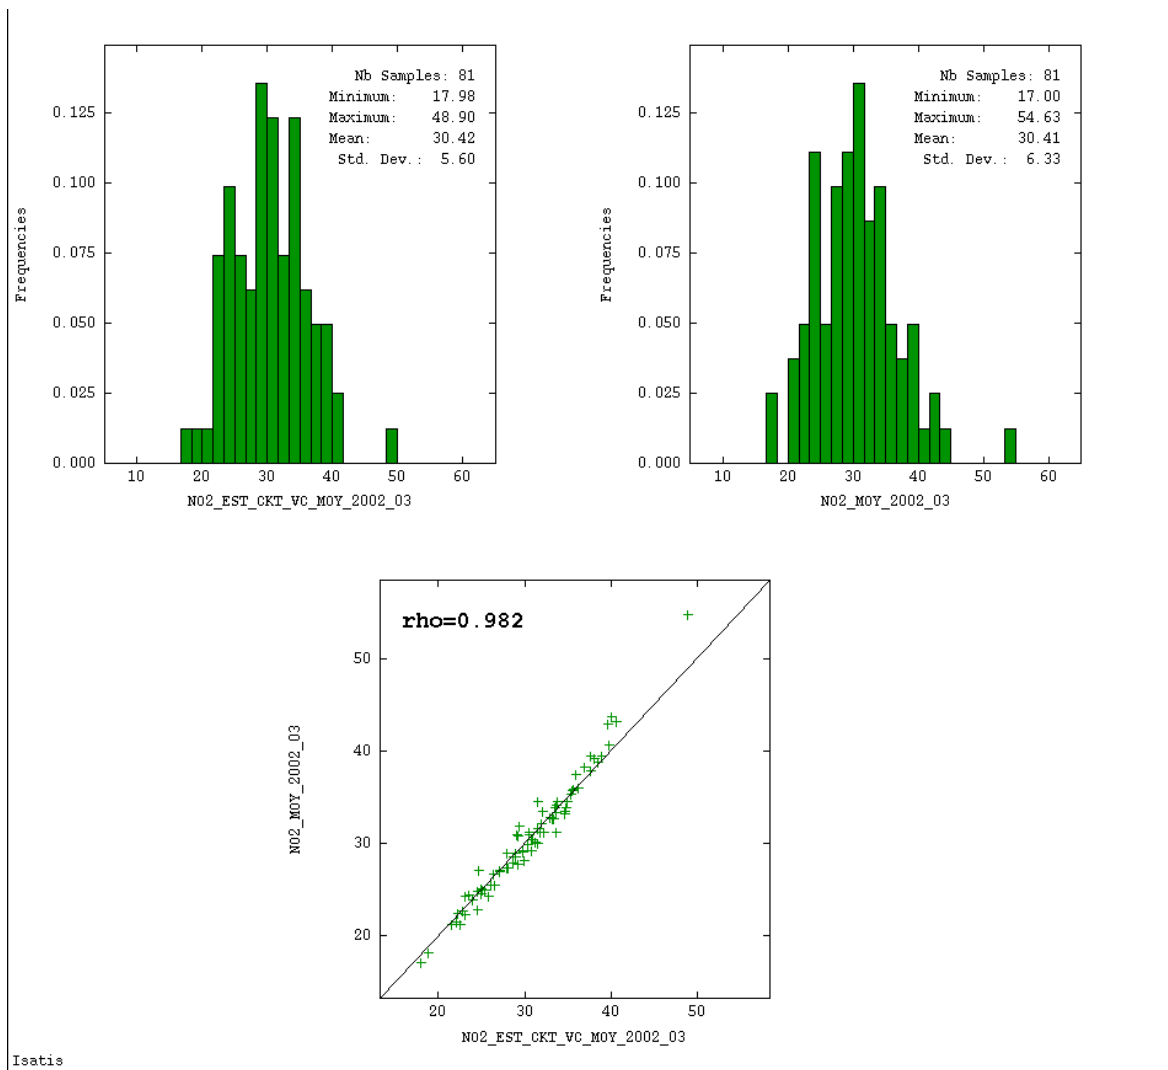 Nb Samples: 81
Minimum: 17.98
Maximum: 48.90
Mean: 30.42
Std. Dev.: 5.60
0.125
0.100
0.075
0.050
0.025
0.000
Frequencies
10 20 30 40 50 60
NO2_EST_CKT_VC_MOY_2002_03
Nb Samples: 81
Minimum: 17.00
Maximum: 54.63
Mean: 30.41
Std. Dev.: 6.33
0.125
0.100
0.075
0.050
0.025
0.000
Frequencies
10 20 30 40 50 60
NO2_MOY_2002_03
rho=0.982
50
40
30
20
NO2_MOY_2002_03
20 30 40 50
NO2_EST_CKT_VC_MOY_2002_03
Isatis